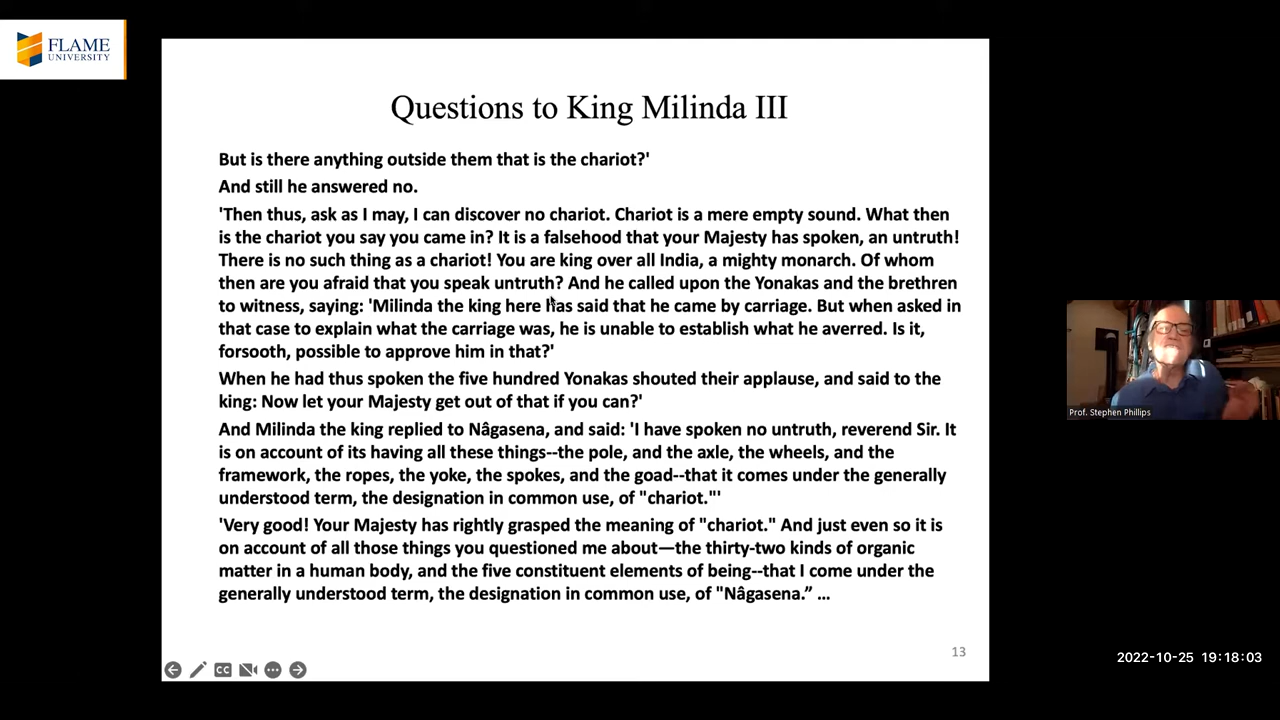 FLAME
UNIVERSITY
Questions to King Milinda III
But is there anything outside them that is the chariot?'
And still he answered no.
'Then thus, ask as I may, I can discover no chariot. Chariot is a mere empty sound. What then
is the chariot you say you came in? It is a falsehood that your Majesty has spoken, an untruth!
There is no such thing as a chariot! You are king over all India, a mighty monarch. Of whom
then are you afraid that you speak untruth? And he called upon the Yonakas and the brethren
to witness, saying: 'Milinda the king here has said that he came by carriage. But when asked in
that case to explain what the carriage was, he is unable to establish what he averred. Is it,
forsooth, possible to approve him in that?'
When he had thus spoken the five hundred Yonakas shouted their applause, and said to the
king: Now let your Majesty get out of that if you can?'
And Milinda the king replied to Nâgasena, and said: 'I have spoken no untruth, reverend Sir. It
is on account of its having all these things--the pole, and the axle, the wheels, and the
framework, the ropes, the yoke, the spokes, and the goad--that it comes under the generally
understood term, the designation in common use, of "chariot."'
'Very good! Your Majesty has rightly grasped the meaning of "chariot." And just even so it is
on account of all those things you questioned me about—the thirty-two kinds of organic
matter in a human body, and the five constituent elements of being--that I come under the
generally understood term, the designation in common use, of "Nâgasena.” …
13
CC
Prof. Stephen Phillips
2022-10-25 19:18:03